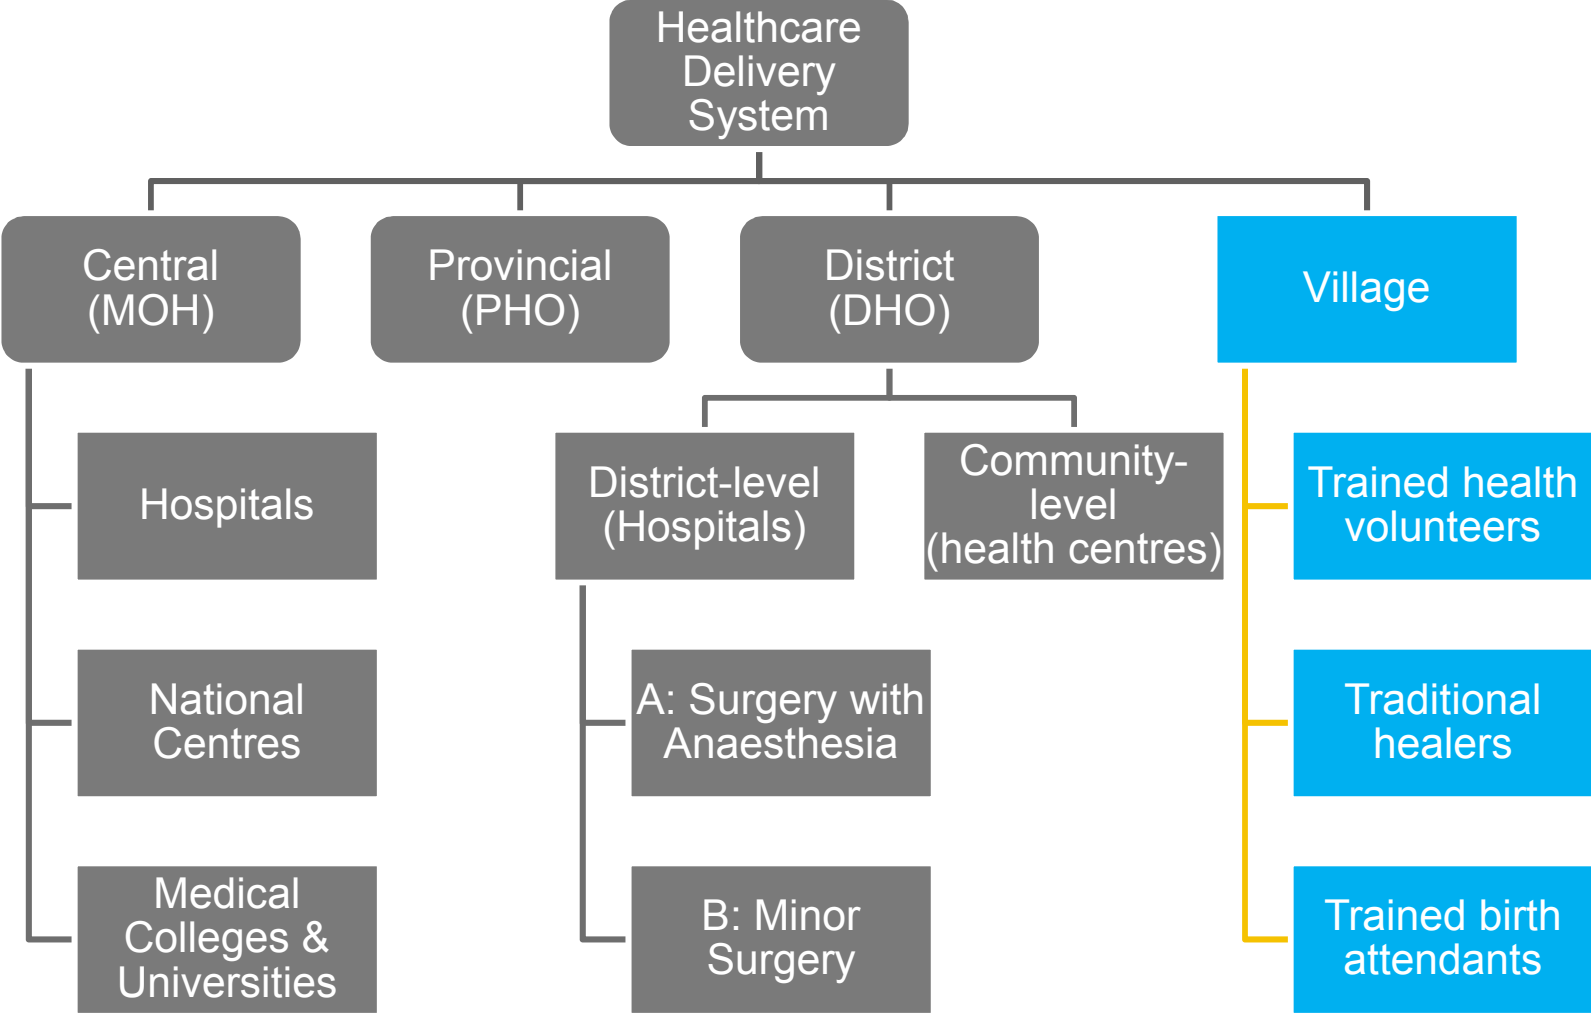 Healthcare
Delivery
System
Central
(MOH)
Provincial
(PHO)
District
(DHO)
Village
Hospitals
National
Centres
Medical
Colleges &
Universities
District-level
(Hospitals)
A: Surgery with
Anaesthesia
B: Minor
Surgery
Community-
level
(health centres)
Trained health
volunteers
Traditional
healers
Trained birth
attendants